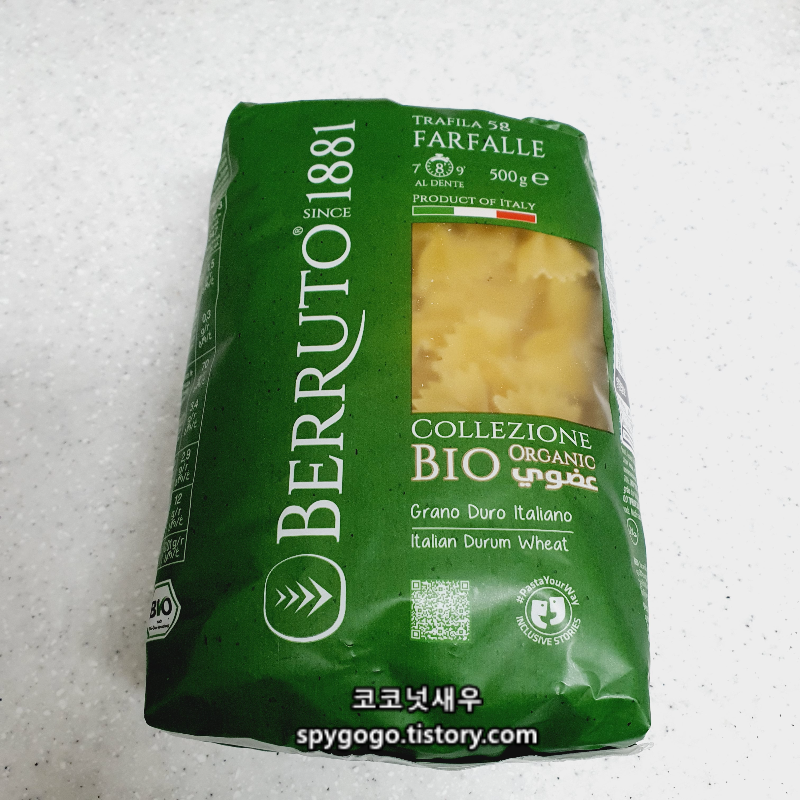 TRAFILA 58
FARFALLE
7' 8' 9'
AL DENTE
500g ℮
PRODUCT OF ITALY
BERRUTO®
SINCE 1881
COLLEZIONE
BIO ORGANIC
عضوي
Grano Duro Italiano
Italian Durum Wheat
#PastaYourWay
INCLUSIVE STORIES
BIO
코코넛새우
spygogo.tistory.com